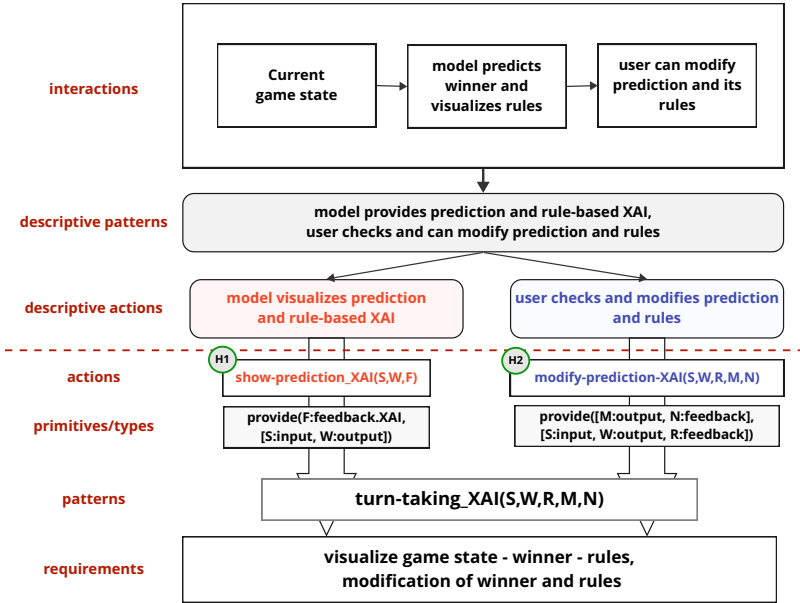 interactions
Current
game state
model predicts
winner and
visualizes rules
user can modify
prediction and its
rules
descriptive patterns
model provides prediction and rule-based XAI,
user checks and can modify prediction and rules
descriptive actions
model visualizes prediction
and rule-based XAI
user checks and modifies prediction
and rules
actions
H1
show-prediction_XAI(S,W,F)
H2
modify-prediction-XAI(S,W,R,M,N)
primitives/types
provide(F:feedback.XAI,
[S:input, W:output])
provide([M:output, N:feedback],
[S:input, W:output, R:feedback])
patterns
turn-taking_XAI(S,W,R,M,N)
requirements
visualize game state - winner - rules,
modification of winner and rules